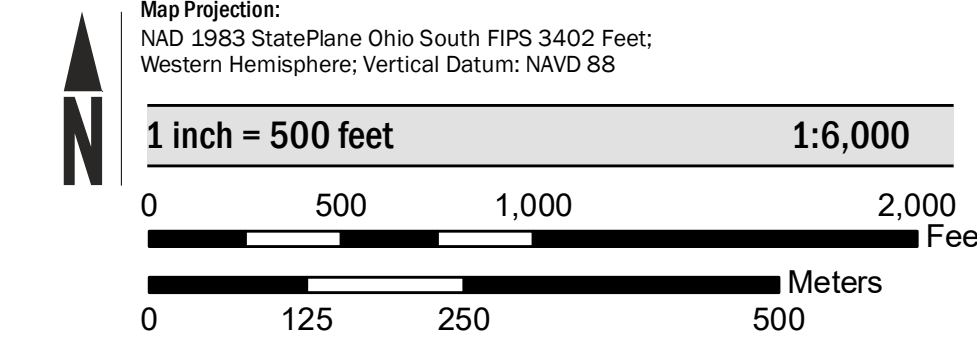 Map Projection:
NAD 1983 StatePlane Ohio South FIPS 3402 Feet;
Western Hemisphere; Vertical Datum: NAVD 88
N
1 inch = 500 feet 1:6,000
0 500 1,000 2,000
Fee
Meters
0 125 250 500